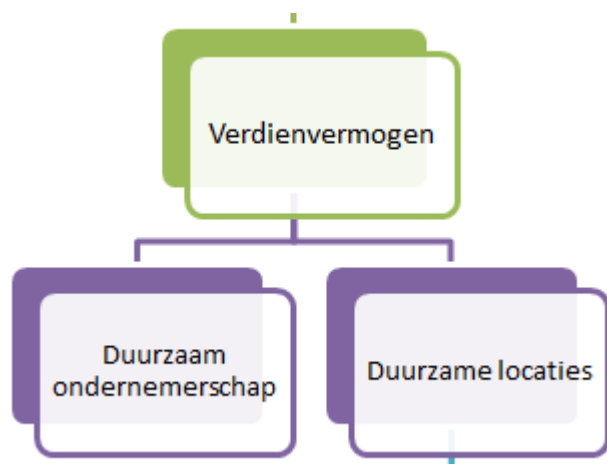 Verdienvermogen
Duurzaam
ondernemerschap
Duurzame locaties